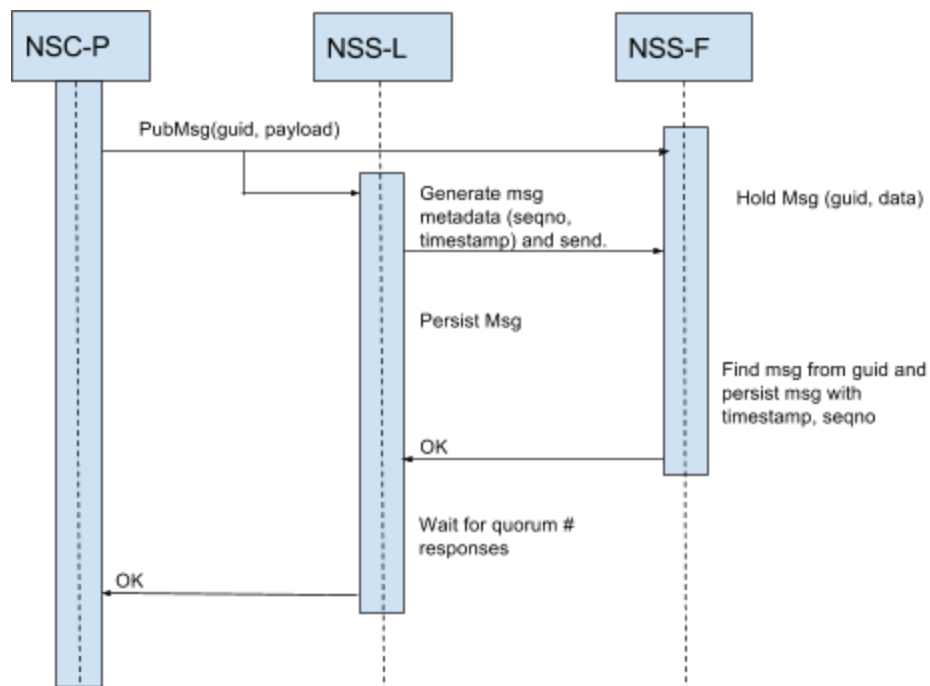 NSC-P
NSS-L
NSS-F
PubMsg(guid, payload)
Generate msg
metadata (seqno,
timestamp) and send.
Hold Msg (guid, data)
Persist Msg
Find msg from guid and
persist msg with
timestamp, seqno
OK
Wait for quorum #
responses
OK